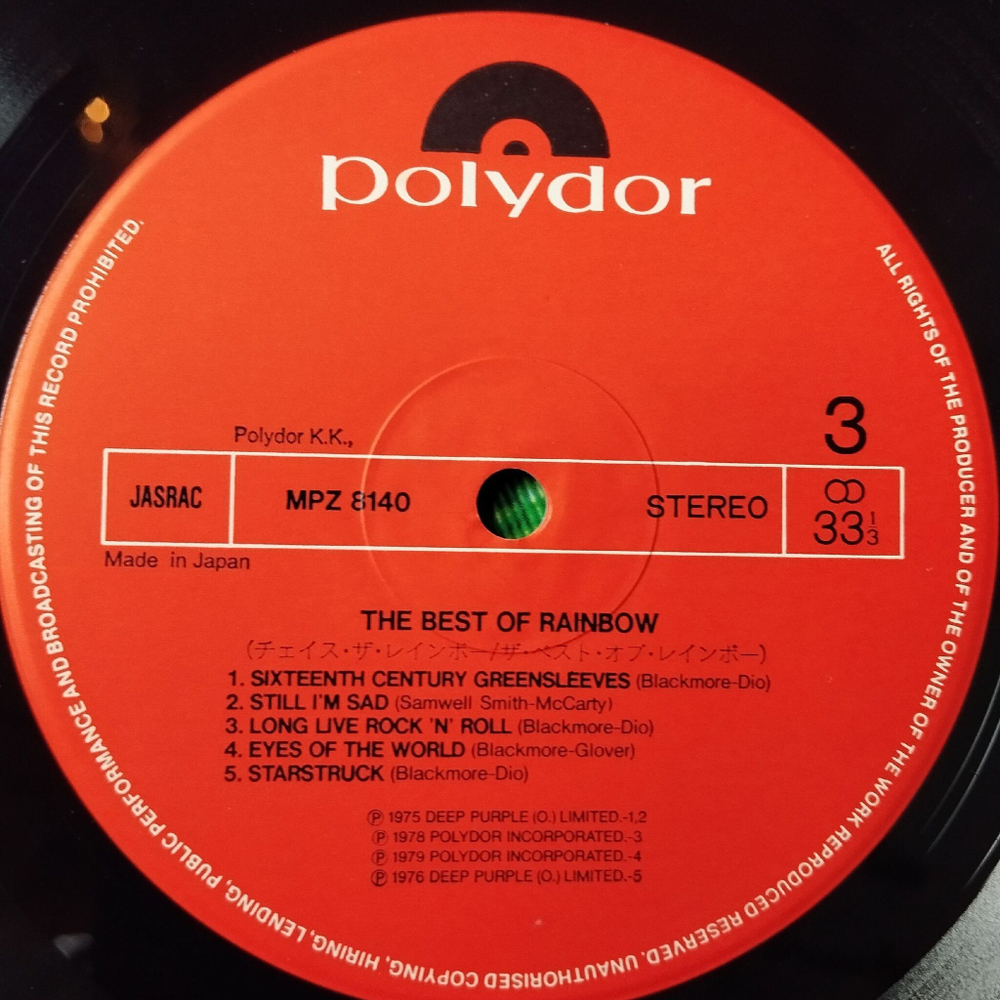 polydor
ALL RIGHTS OF THE PRODUCER AND OF THE OWNER OF THE WORK REPRODUCED RESERVED. UNAUTHORISED COPYING, HIRING, LENDING, PUBLIC PERFORMANCE AND BROADCASTING OF THIS RECORD PROHIBITED.
3
Polydor K.K.,
JASRAC MPZ 8140 STEREO 33 1/3
Made in Japan
THE BEST OF RAINBOW
(チェイス・ザ・レインボー/ザ・ベスト・オブ・レインボー)
1. SIXTEENTH CENTURY GREENSLEEVES (Blackmore-Dio)
2. STILL I'M SAD (Samwell Smith-McCarty)
3. LONG LIVE ROCK 'N' ROLL (Blackmore-Dio)
4. EYES OF THE WORLD (Blackmore-Glover)
5. STARSTRUCK (Blackmore-Dio)
Ⓟ 1975 DEEP PURPLE (O.) LIMITED.-1,2
Ⓟ 1978 POLYDOR INCORPORATED.-3
Ⓟ 1979 POLYDOR INCORPORATED.-4
Ⓟ 1976 DEEP PURPLE (O.) LIMITED.-5